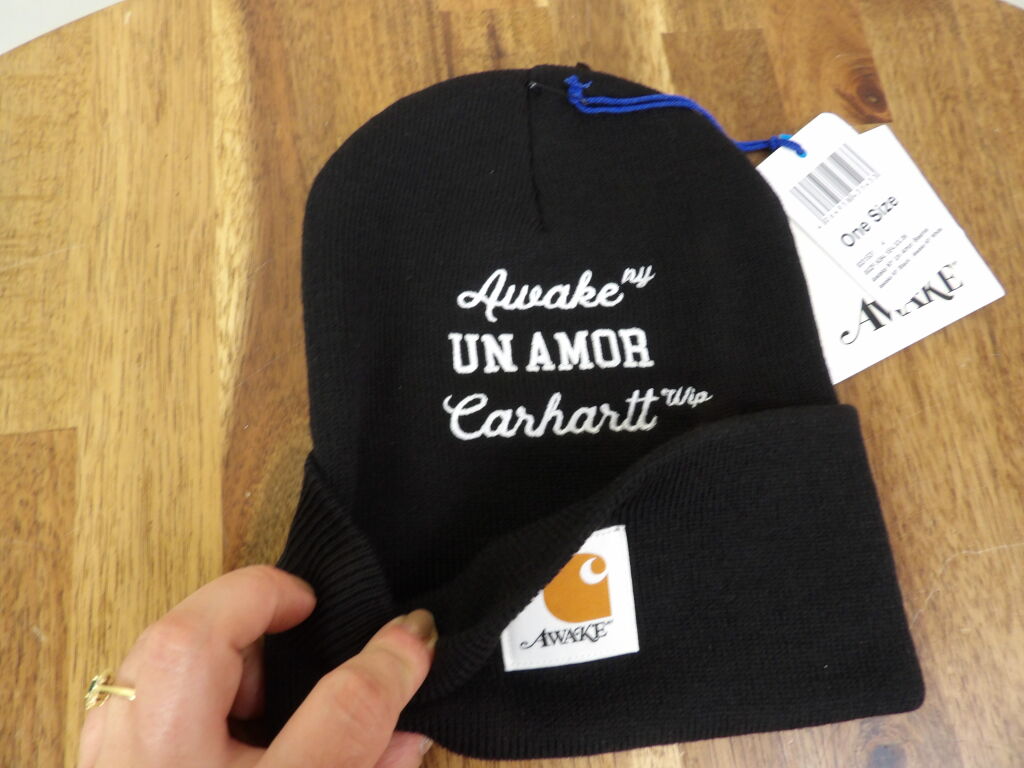 Awake ny
UN AMOR
Carhartt Wip
AWAKE
One Size
AWAKE